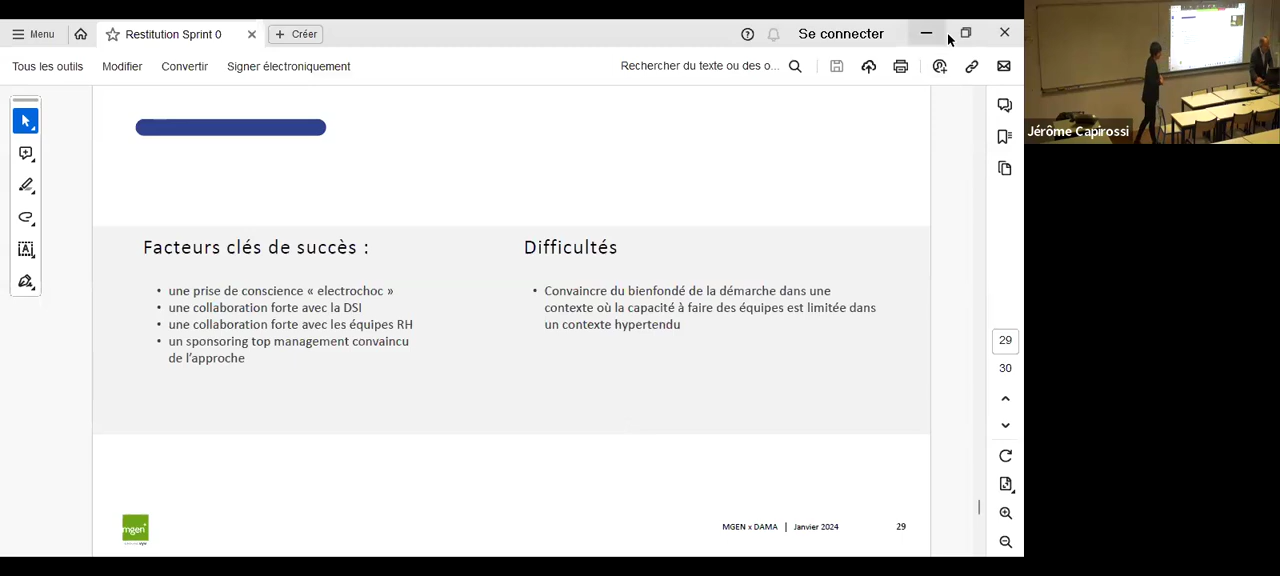 Menu
Restitution Sprint 0
Créer
Se connecter
Tous les outils
Modifier
Convertir
Signer électroniquement
Rechercher du texte ou des o...
Jérôme Capirossi
Facteurs clés de succès :
• une prise de conscience « electrochoc »
• une collaboration forte avec la DSI
• une collaboration forte avec les équipes RH
• un sponsoring top management convaincu
de l'approche
Difficultés
• Convaincre du bienfondé de la démarche dans une
contexte où la capacité à faire des équipes est limitée dans
un contexte hypertendu
29
30
mgen
MGEN x DAMA | Janvier 2024
29